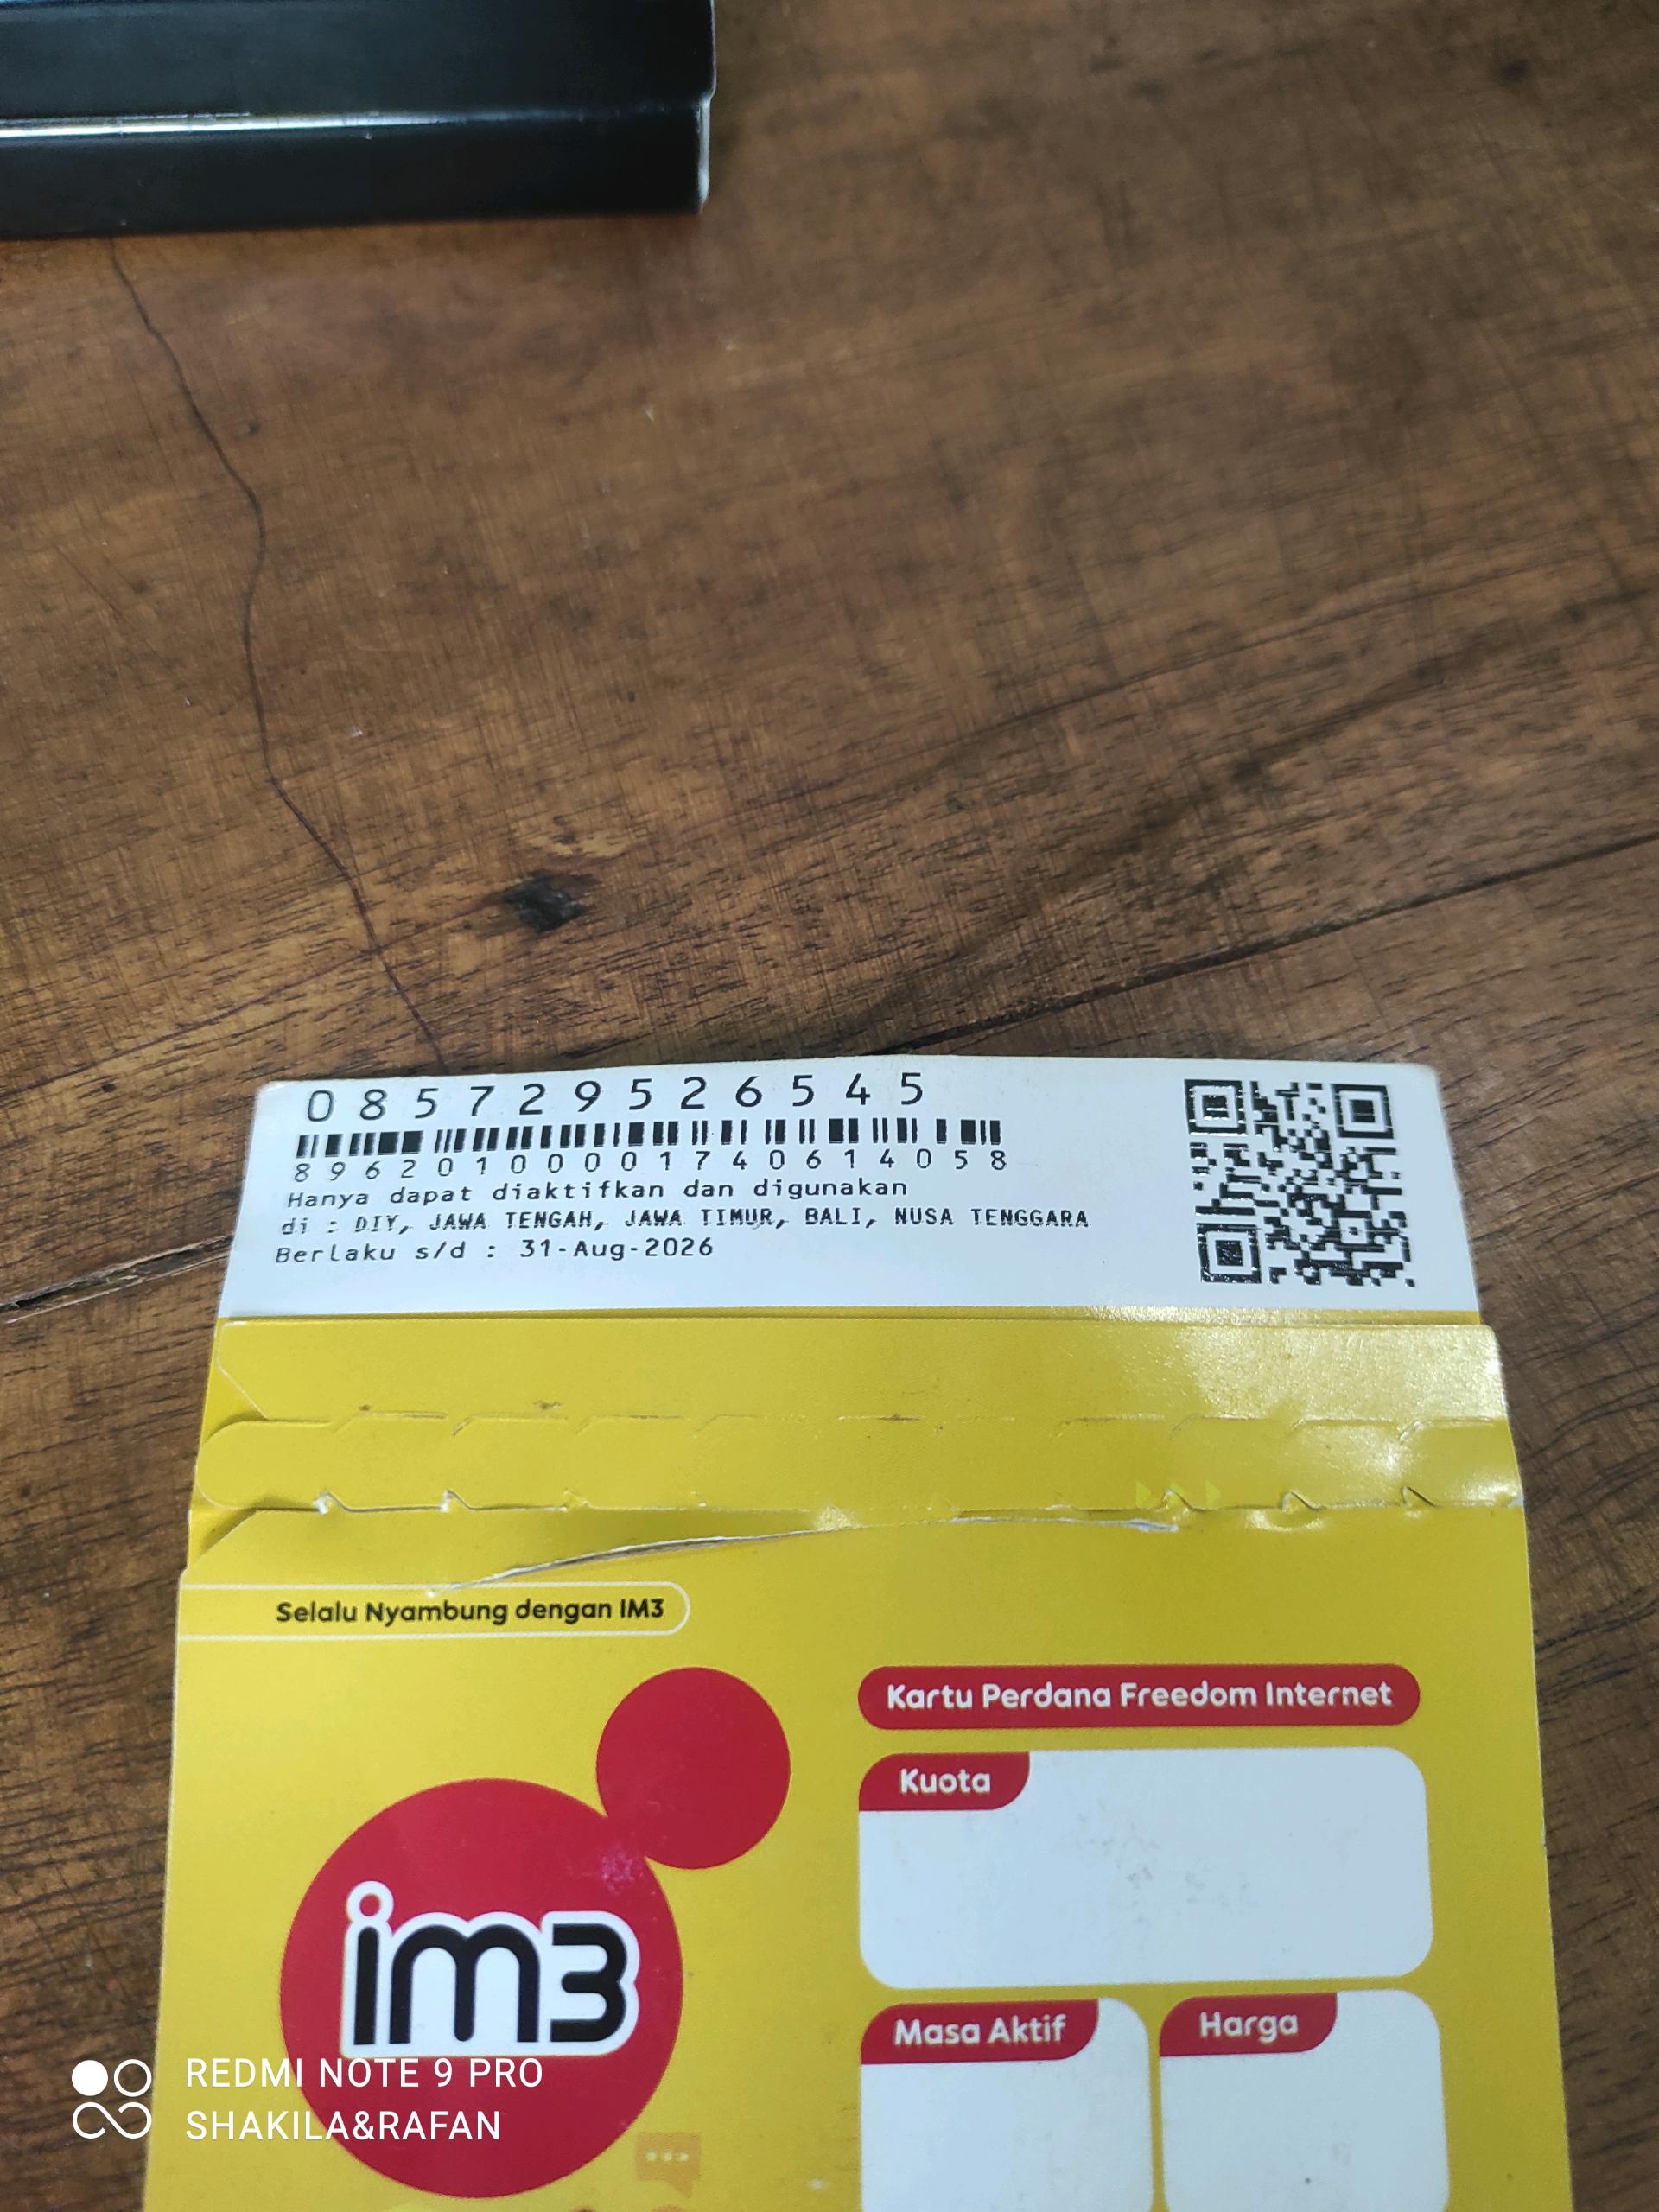 085729526545
89620100001740614058
Hanya dapat diaktifkan dan digunakan
di : DIY, JAWA TENGAH, JAWA TIMUR, BALI, NUSA TENGGARA
Berlaku s/d : 31-Aug-2026
Selalu Nyambung dengan IM3
Kartu Perdana Freedom Internet
Kuota
im3
Masa Aktif
Harga
REDMI NOTE 9 PRO
SHAKILA&RAFAN